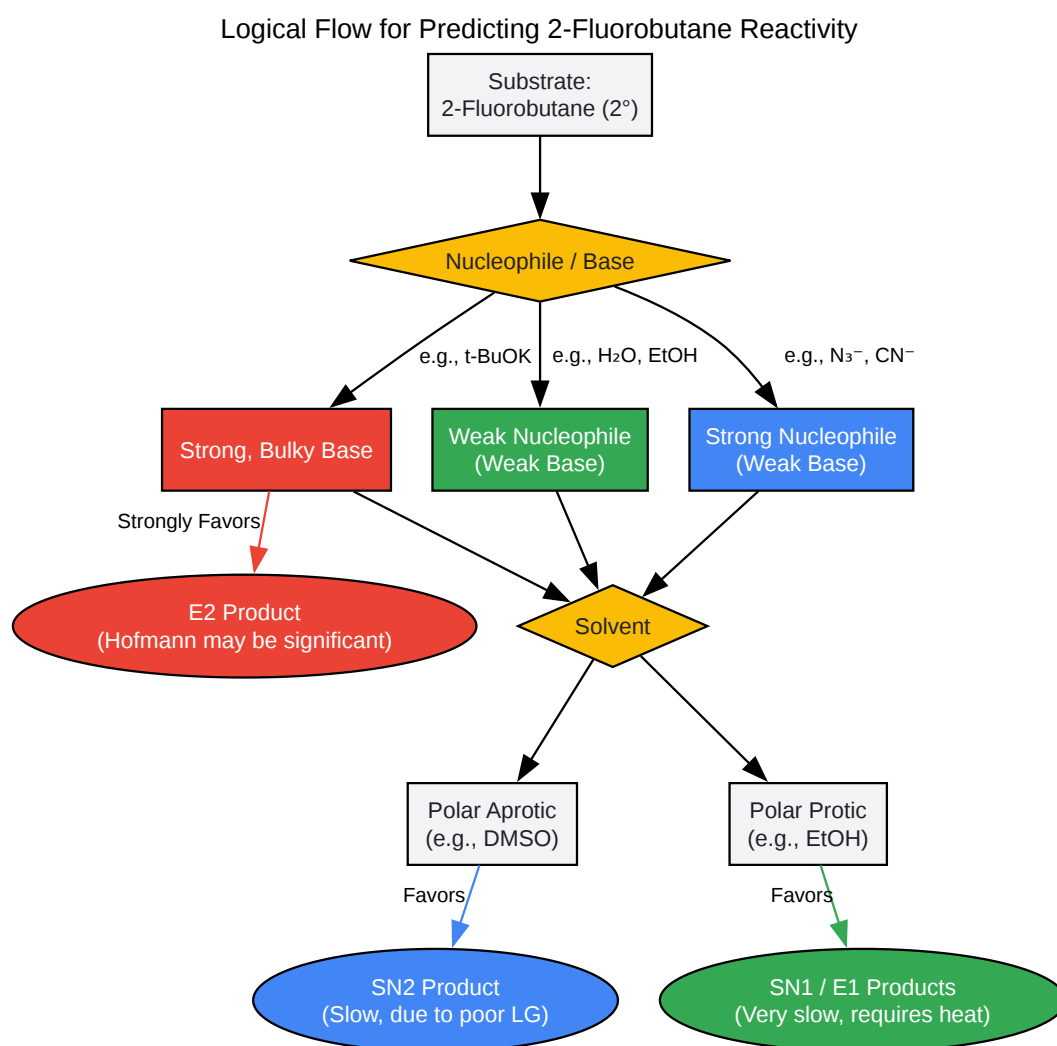 Logical Flow for Predicting 2-Fluorobutane Reactivity
Substrate:
2-Fluorobutane (2°)
Nucleophile / Base
e.g., t-BuOK
e.g., H₂O, EtOH
e.g., N₃⁻, CN⁻
Strong, Bulky Base
Weak Nucleophile
(Weak Base)
Strong Nucleophile
(Weak Base)
Strongly Favors
E2 Product
(Hofmann may be significant)
Solvent
Polar Aprotic
(e.g., DMSO)
Polar Protic
(e.g., EtOH)
Favors
Favors
SN2 Product
(Slow, due to poor LG)
SN1 / E1 Products
(Very slow, requires heat)